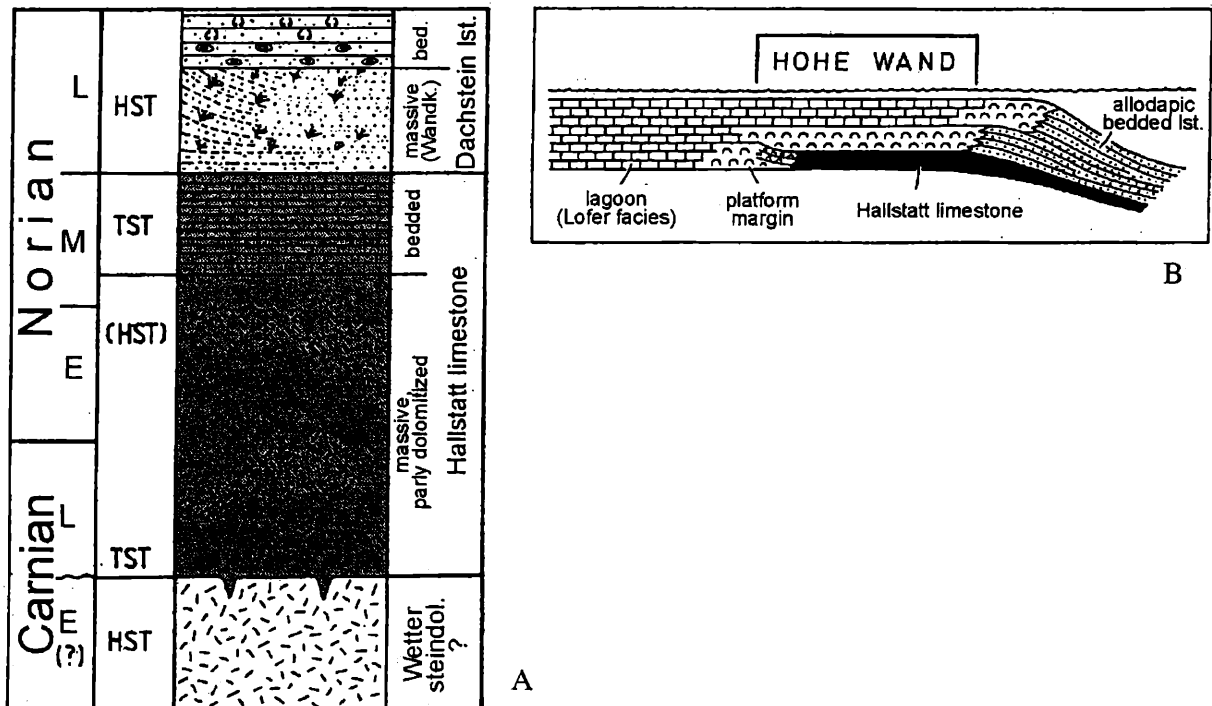 Norian
L
M
E
Carnian
L
E
(?)
HST
TST
(HST)
TST
HST
bed.
massive
(Wandk.)
Dachstein lst.
bedded
massive,
parly dolomitized
Hallstatt limestone
Wetter
steindol.
?
A
HOHE WAND
allodapic
bedded lst.
lagoon
(Lofer facies)
platform
margin
Hallstatt limestone
B